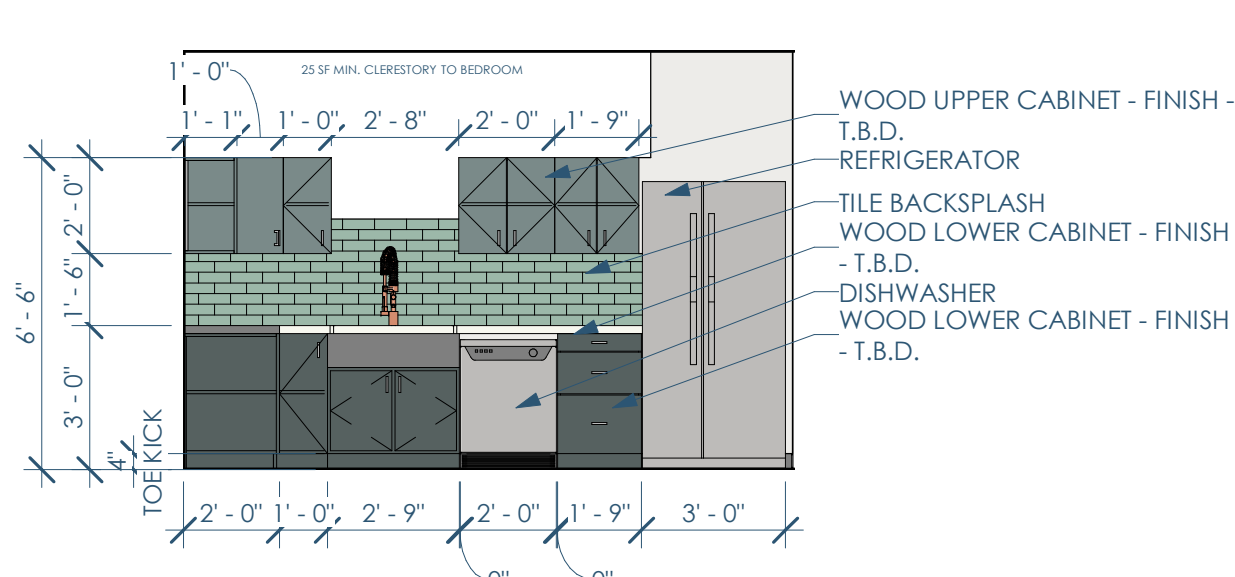 1' - 0"
25 SF MIN. CLERESTORY TO BEDROOM
1' - 1"
1' - 0"
2' - 8"
2' - 0"
1' - 9"
WOOD UPPER CABINET - FINISH -
T.B.D.
REFRIGERATOR
TILE BACKSPLASH
WOOD LOWER CABINET - FINISH
- T.B.D.
DISHWASHER
WOOD LOWER CABINET - FINISH
- T.B.D.
6' - 6"
2' - 0"
1' - 6"
3' - 0"
4"
TOE KICK
2' - 0"
1' - 0"
2' - 9"
2' - 0"
1' - 9"
3' - 0"
0"
0"